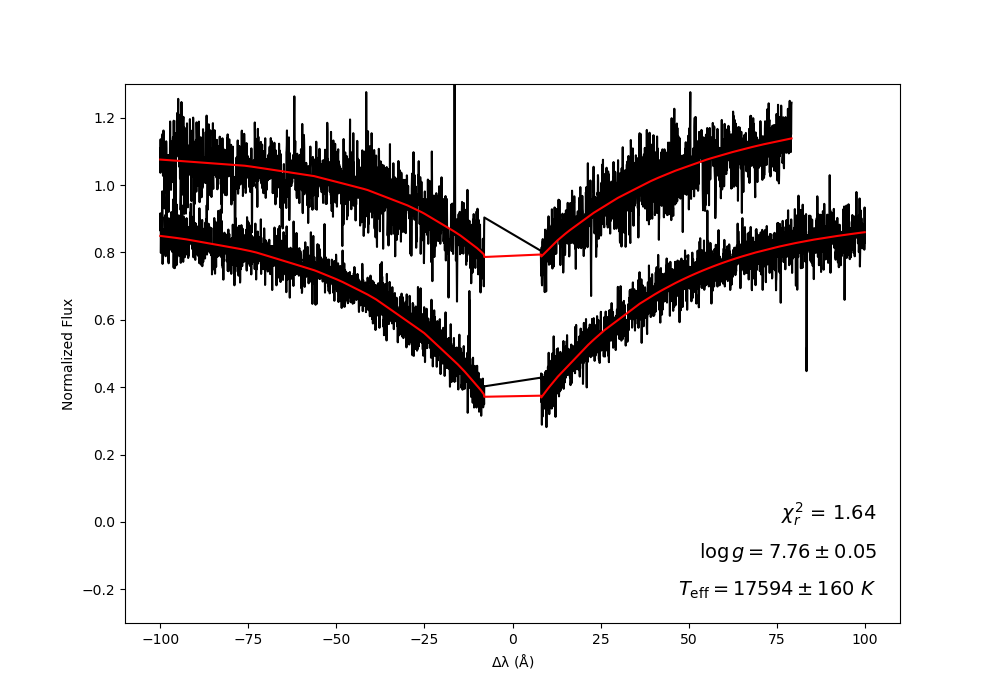 1.2
1.0
0.8
0.6
0.4
0.2
0.0
−0.2
Normalized Flux
χ²ᵣ = 1.64
log g = 7.76 ± 0.05
T_eff = 17594 ± 160 K
−100 −75 −50 −25 0 25 50 75 100
Δλ (Å)